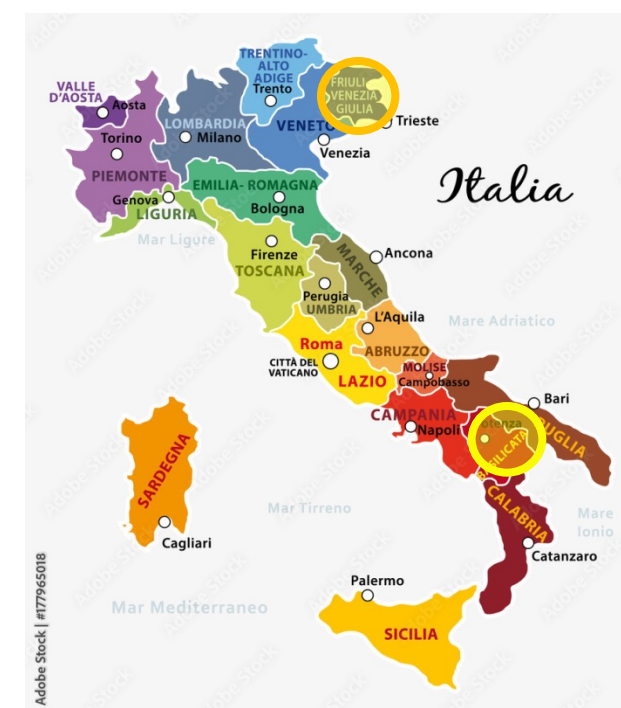 TRENTINO-
ALTO
ADIGE
Trento
VALLE
D'AOSTA
Aosta
FRIULI
VENEZIA
GIULIA
Trieste
LOMBARDIA
Milano
VENETO
Venezia
Torino
PIEMONTE
EMILIA- ROMAGNA
Bologna
Genova
LIGURIA
Italia
Mar Ligure
Firenze
TOSCANA
MARCHE
Ancona
Perugia
UMBRIA
L'Aquila
Mare Adriatico
Roma
CITTÀ DEL
VATICANO
LAZIO
ABRUZZO
MOLISE
Campobasso
Bari
CAMPANIA
Napoli
Potenza
BASILICATA
PUGLIA
SARDEGNA
Cagliari
Mar Tirreno
CALABRIA
Mare
Ionio
Catanzaro
Palermo
Mar Mediterraneo
SICILIA
Adobe Stock | #177965018